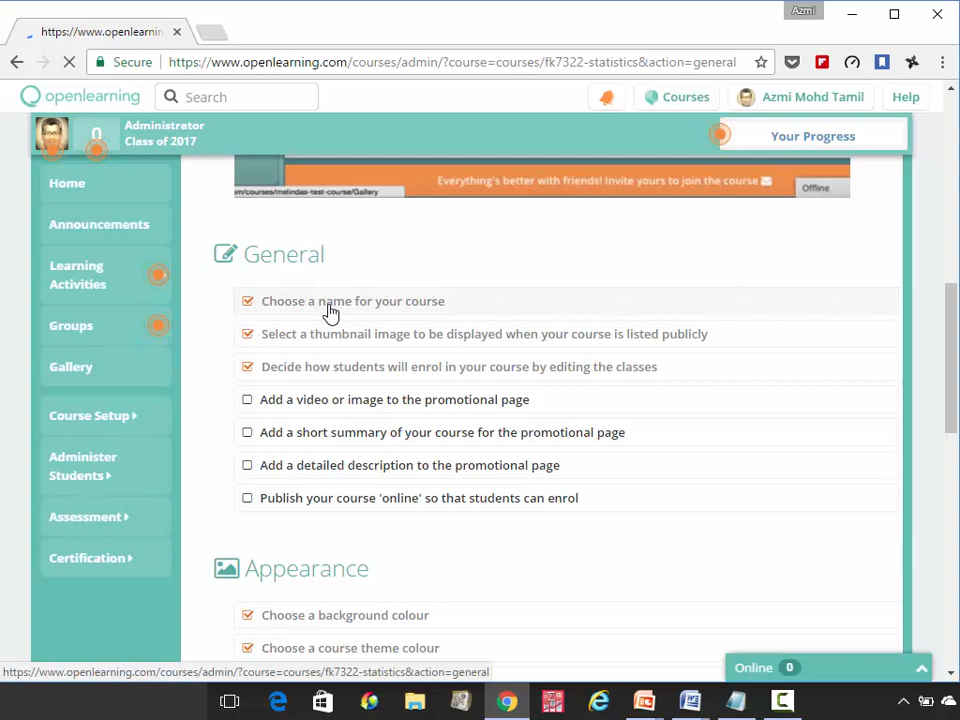 Azmi
https://www.openlearnin
Secure
https://www.openlearning.com/courses/admin/?course=courses/fk7322-statistics&action=general
openlearning
Search
Courses
Azmi Mohd Tamil
Help
0
Administrator
Class of 2017
Your Progress
Home
Announcements
Learning
Activities
Groups
Gallery
Course Setup
Administer
Students
Assessment
Certification
Everything's better with friends! Invite yours to join the course
Offline
om/courses/melindas-test-course/Gallery
General
Choose a name for your course
Select a thumbnail image to be displayed when your course is listed publicly
Decide how students will enrol in your course by editing the classes
Add a video or image to the promotional page
Add a short summary of your course for the promotional page
Add a detailed description to the promotional page
Publish your course 'online' so that students can enrol
Appearance
Choose a background colour
Choose a course theme colour
https://www.openlearning.com/courses/admin/?course=courses/fk7322-statistics&action=general
Online 0